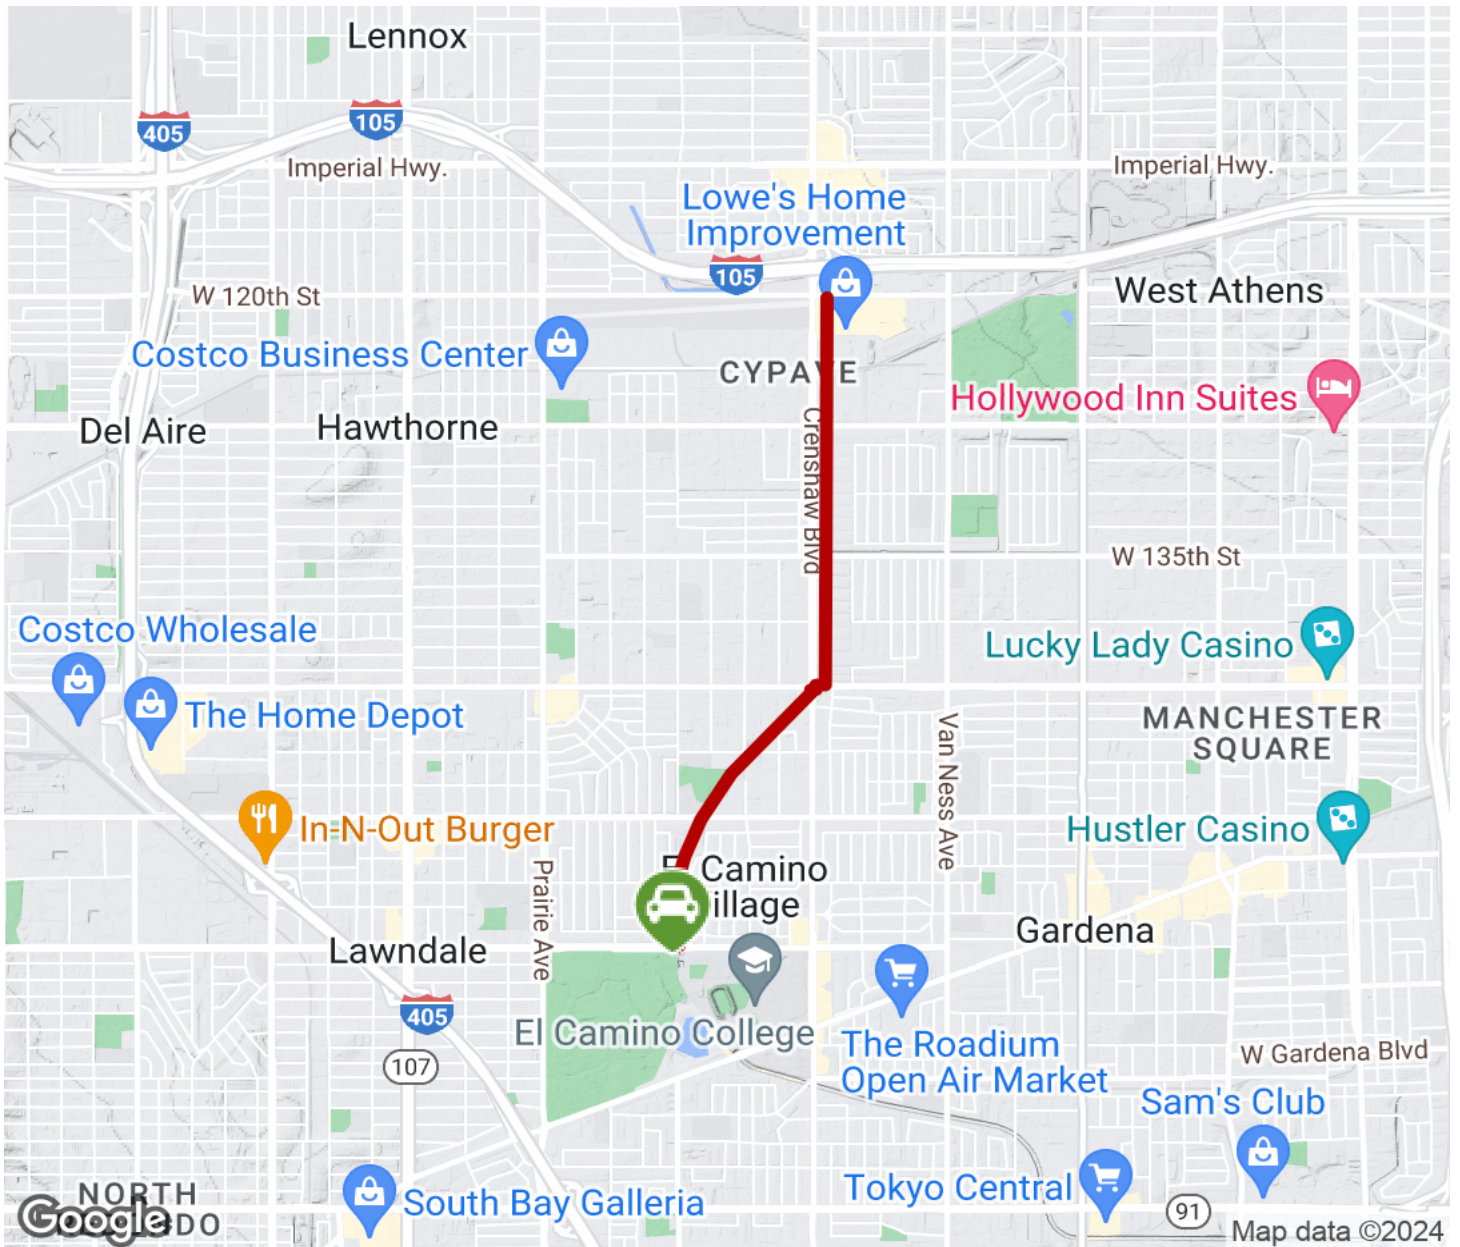 Lennox
405
105
Imperial Hwy.
Imperial Hwy.
Lowe's Home
Improvement
105
W 120th St
West Athens
Costco Business Center
CYPAVE
Hollywood Inn Suites
Del Aire
Hawthorne
Crenshaw Blvd
W 135th St
Costco Wholesale
Lucky Lady Casino
The Home Depot
MANCHESTER
SQUARE
Van Ness Ave
In-N-Out Burger
Hustler Casino
Prairie Ave
El Camino
illage
Lawndale
Gardena
405
El Camino College
The Roadium
Open Air Market
W Gardena Blvd
107
Sam's Club
Tokyo Central
South Bay Galleria
NORTH
DO
Google
91
Map data ©2024